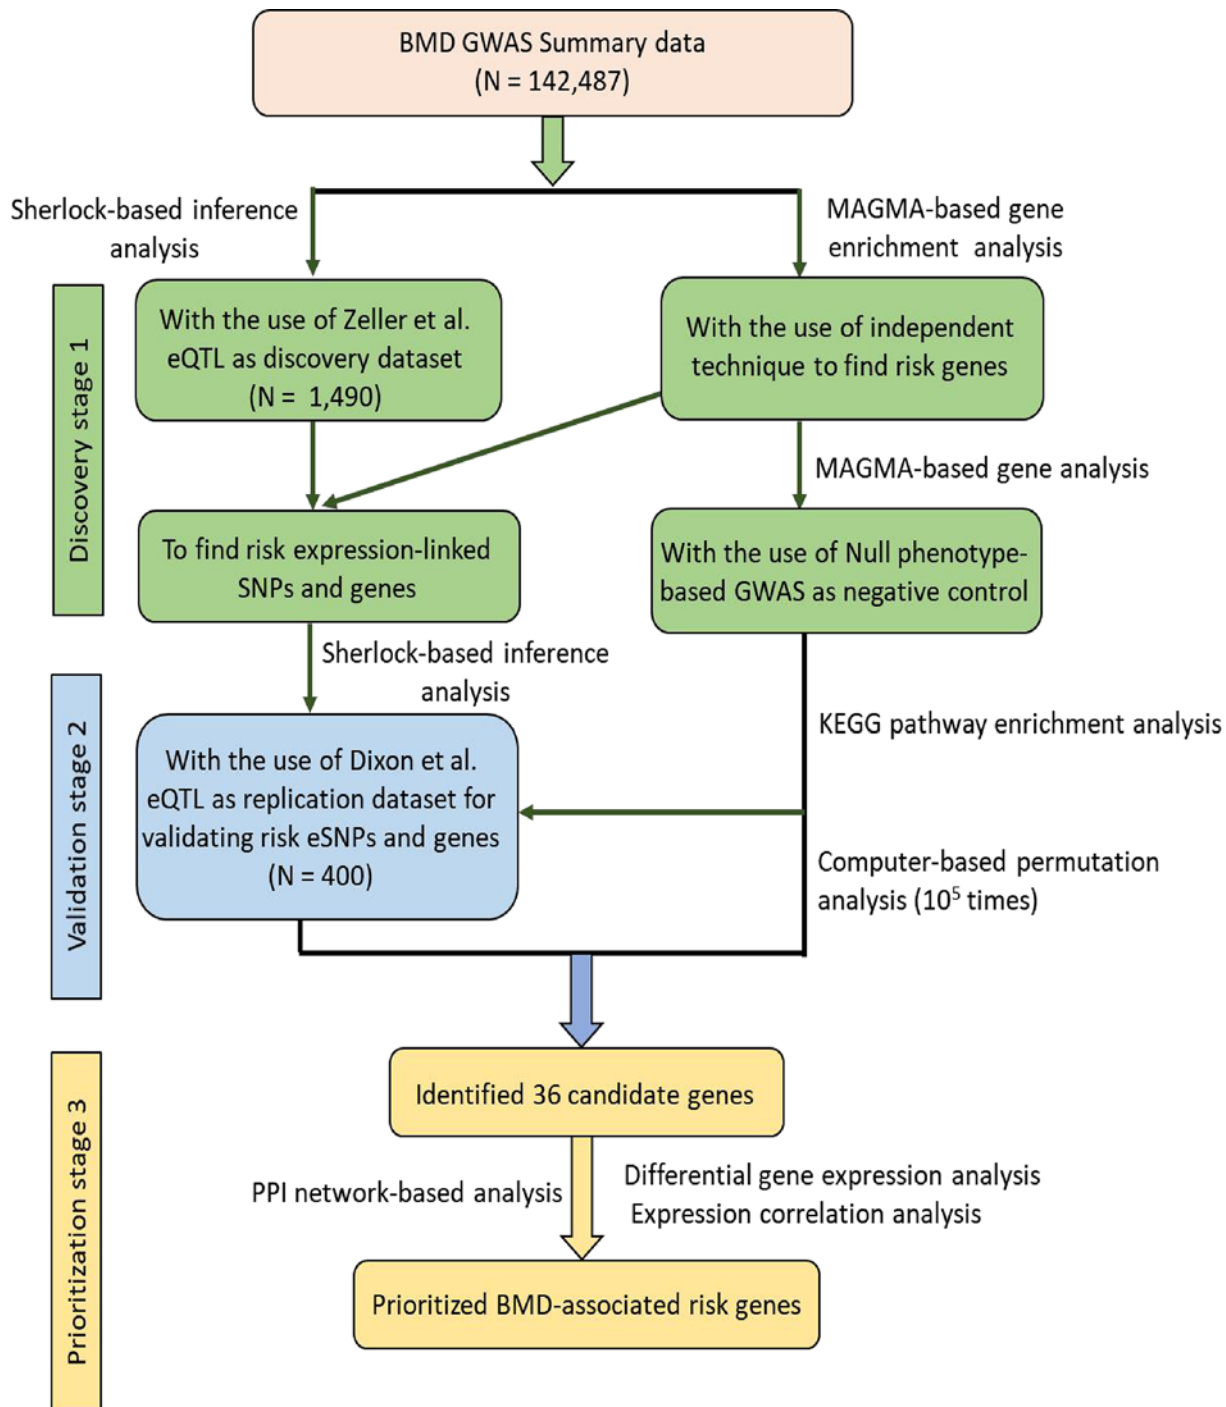 BMD GWAS Summary data
(N = 142,487)
Sherlock-based inference
analysis
MAGMA-based gene
enrichment analysis
Discovery stage 1
With the use of Zeller et al.
eQTL as discovery dataset
(N = 1,490)
With the use of independent
technique to find risk genes
MAGMA-based gene analysis
To find risk expression-linked
SNPs and genes
With the use of Null phenotype-
based GWAS as negative control
Sherlock-based inference
analysis
Validation stage 2
With the use of Dixon et al.
eQTL as replication dataset for
validating risk eSNPs and genes
(N = 400)
KEGG pathway enrichment analysis
Computer-based permutation
analysis (10⁵ times)
Prioritization stage 3
Identified 36 candidate genes
PPI network-based analysis
Differential gene expression analysis
Expression correlation analysis
Prioritized BMD-associated risk genes